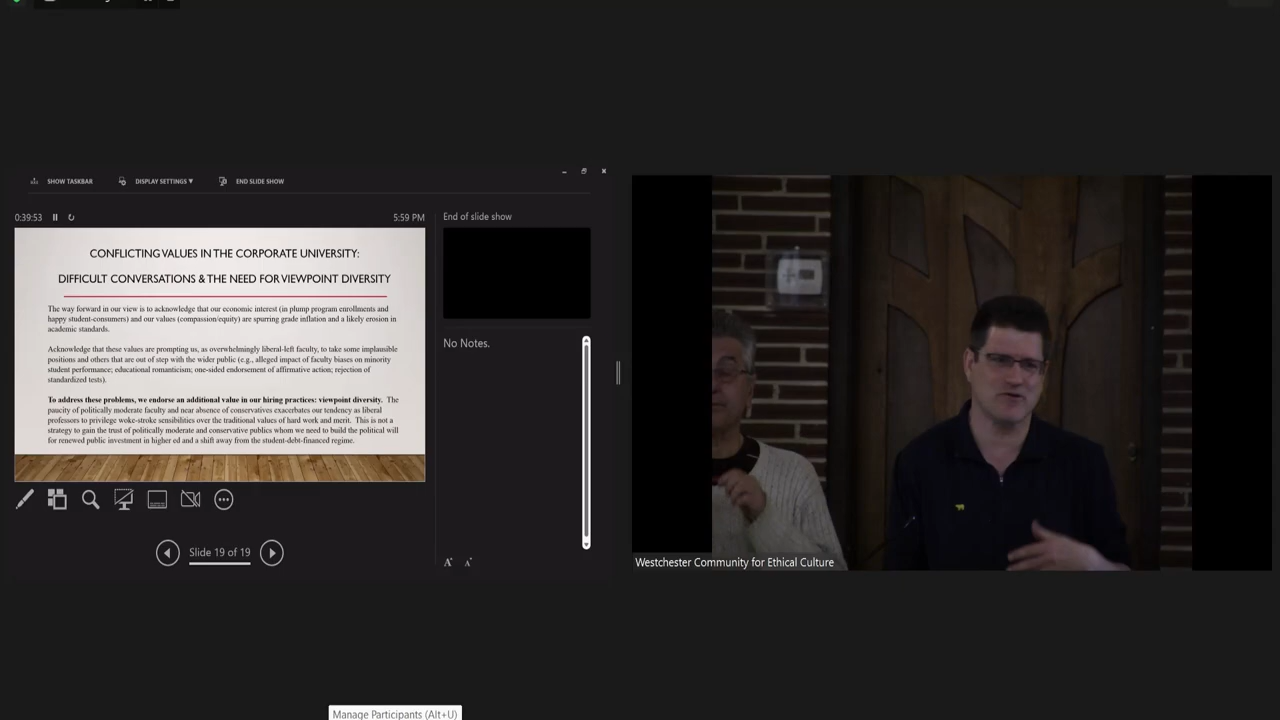 SHOW TASKBAR
DISPLAY SETTINGS ▼
END SLIDE SHOW
0:39:53
5:59 PM
End of slide show
CONFLICTING VALUES IN THE CORPORATE UNIVERSITY:
DIFFICULT CONVERSATIONS & THE NEED FOR VIEWPOINT DIVERSITY
The way forward in our view is to acknowledge that our economic interest (in plump program enrollments and
happy student-consumers) and our values (compassion/equity) are spurring grade inflation and a likely erosion in
academic standards.
Acknowledge that these values are prompting us, as overwhelmingly liberal-left faculty, to take some implausible
positions and others that are out of step with the wider public (e.g., alleged impact of faculty biases on minority
student performance; educational romanticism; one-sided endorsement of affirmative action; rejection of
standardized tests).
To address these problems, we endorse an additional value in our hiring practices: viewpoint diversity. The
paucity of politically moderate faculty and near absence of conservatives exacerbates our tendency as liberal
professors to privilege woke-stroke sensibilities over the traditional values of hard work and merit. This is not a
strategy to gain the trust of politically moderate and conservative publics whom we need to build the political will
for renewed public investment in higher ed and a shift away from the student-debt-financed regime.
No Notes.
Slide 19 of 19
A A
Westchester Community for Ethical Culture
Manage Participants (Alt+U)